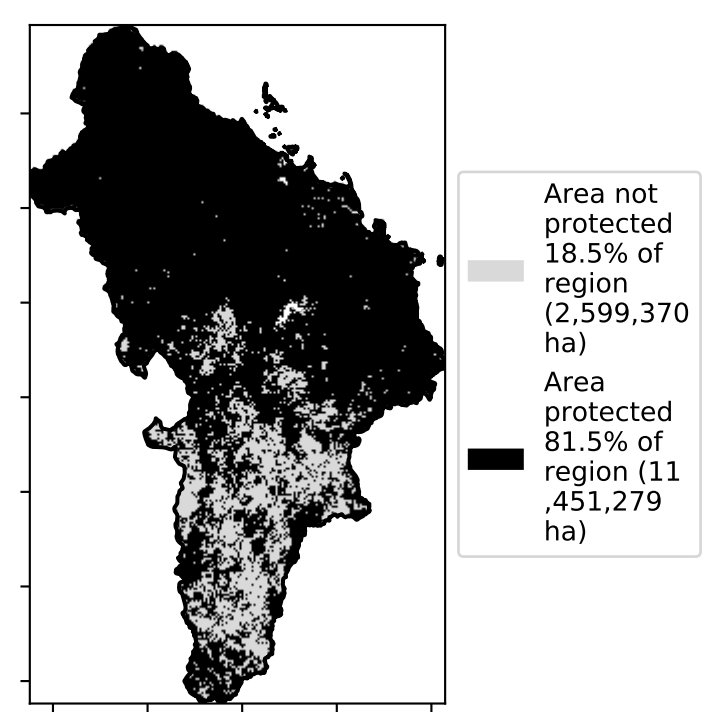 Area not
protected
18.5% of
region
(2,599,370
ha)
Area
protected
81.5% of
region (11
,451,279
ha)